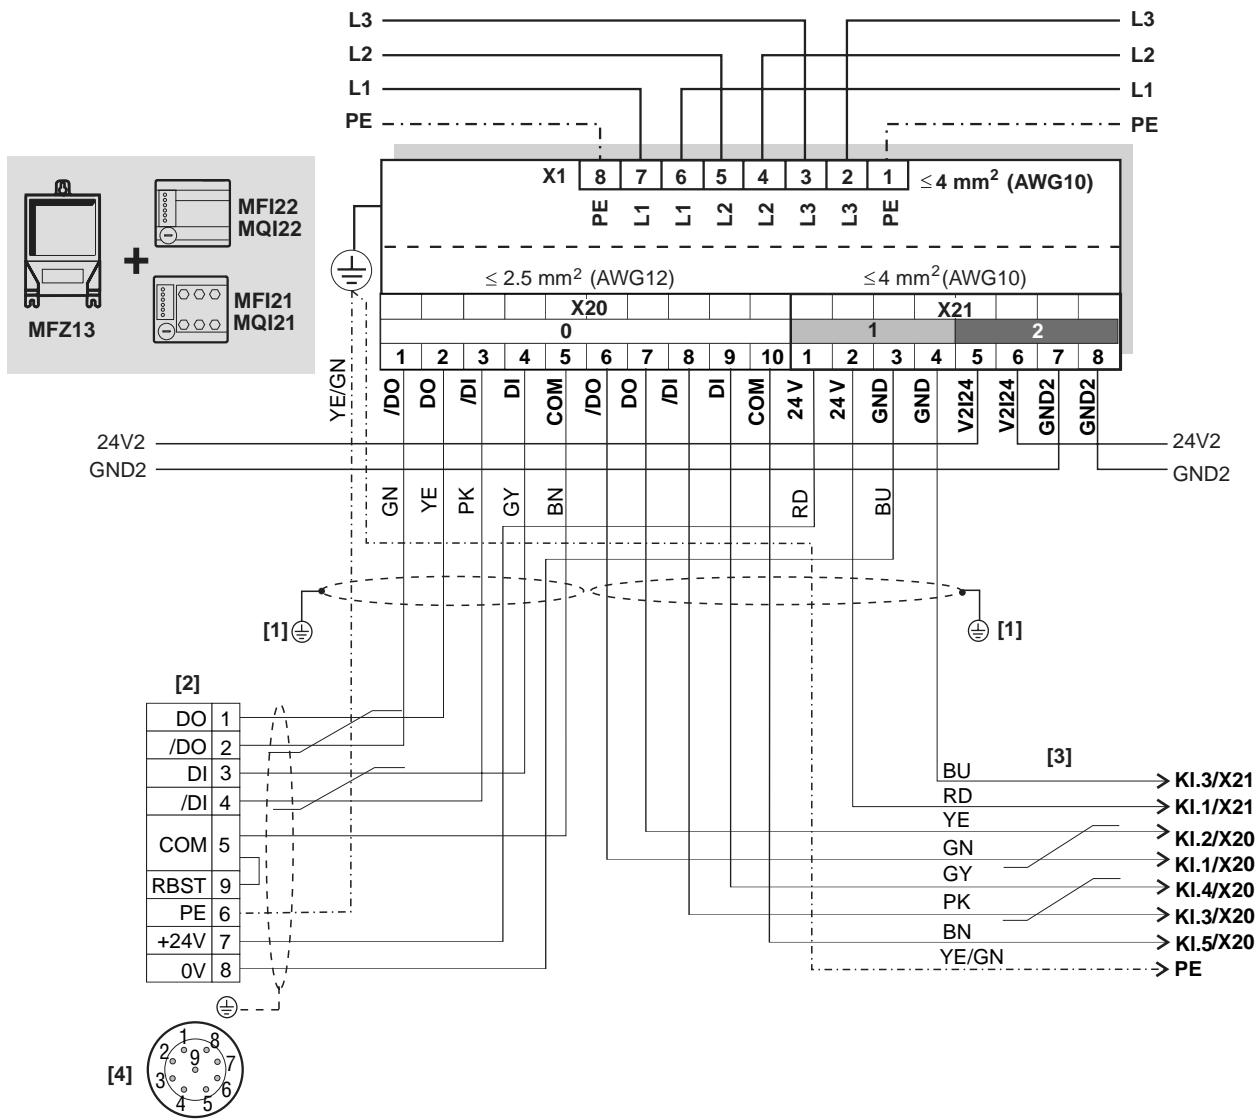 L3 L3
L2 L2
L1 L1
PE PE
X1 8 7 6 5 4 3 2 1 ≤ 4 mm² (AWG10)
PE L1 L1 L2 L2 L3 L3 PE
MFI22
MQI22
+
MFI21
MQI21
MFZ13
≤ 2.5 mm² (AWG12) ≤ 4 mm² (AWG10)
X20 X21
0 1 2
1 2 3 4 5 6 7 8 9 10 1 2 3 4 5 6 7 8
/DO DO /DI DI COM /DO DO /DI DI COM 24 V 24 V GND GND V2I24 V2I24 GND2 GND2
YE/GN
24V2 24V2
GND2 GND2
GN YE PK GY BN RD BU
[1] [1]
[2]
DO 1
/DO 2
DI 3
/DI 4
COM 5
RBST 9
PE 6
+24V 7
0V 8
[3]
BU KI.3/X21
RD KI.1/X21
YE KI.2/X20
GN KI.1/X20
GY KI.4/X20
PK KI.3/X20
BN KI.5/X20
YE/GN PE
[4]
1 8
2 9 7
3 6
4 5